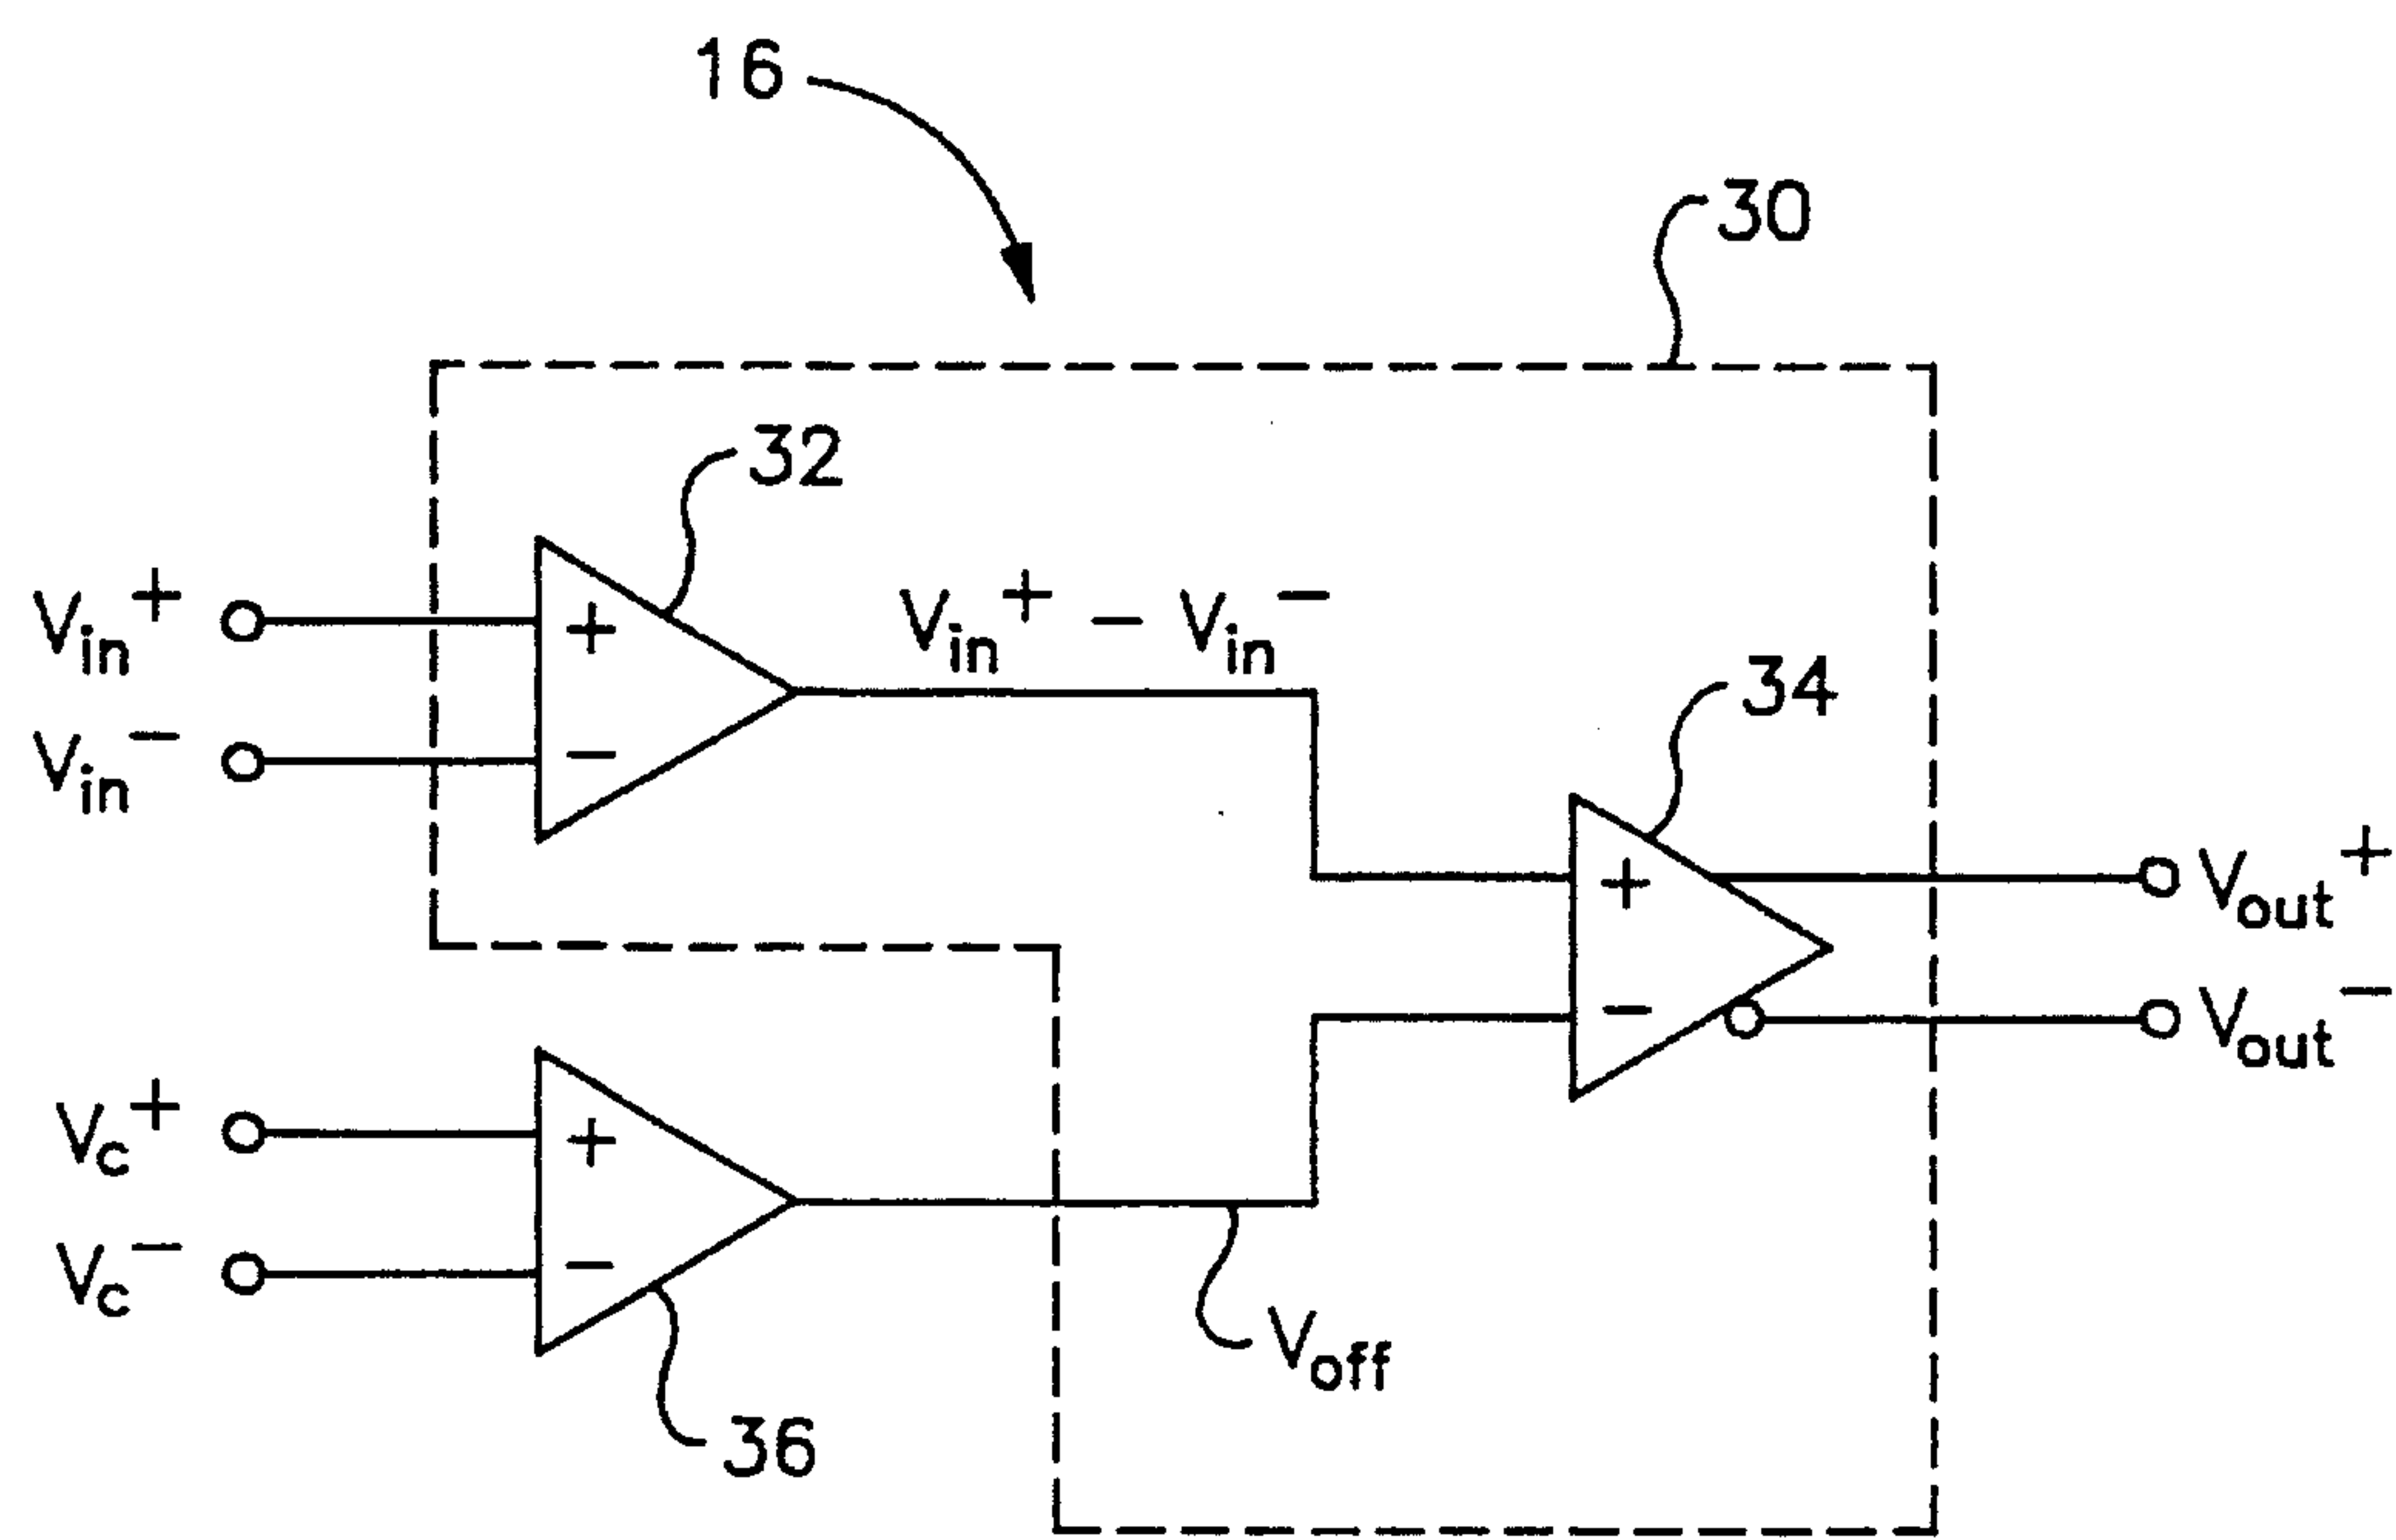 16
30
32
Vin+
Vin+ - Vin-
34
Vin-
+
-
+
-
Vout+
Vout-
Vc+
Vc-
+
-
Voff
36